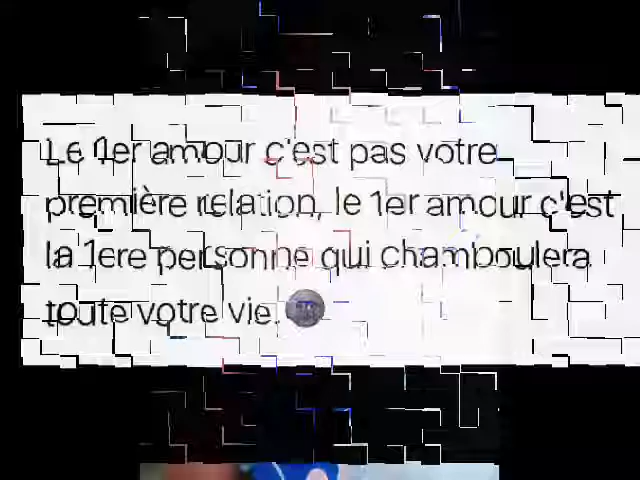 Le 1er amour c'est pas votre
première relation, le 1er amour c'est
la 1ere personne qui chamboulera
toute votre vie.